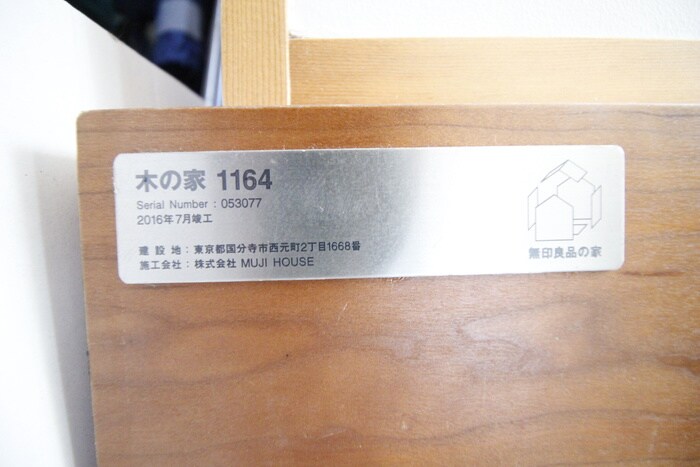 木の家 1164
Serial Number : 053077
2016年7月竣工
建 設 地 : 東京都国分寺市西元町2丁目1668番
施工会社 : 株式会社 MUJI HOUSE
無印良品の家